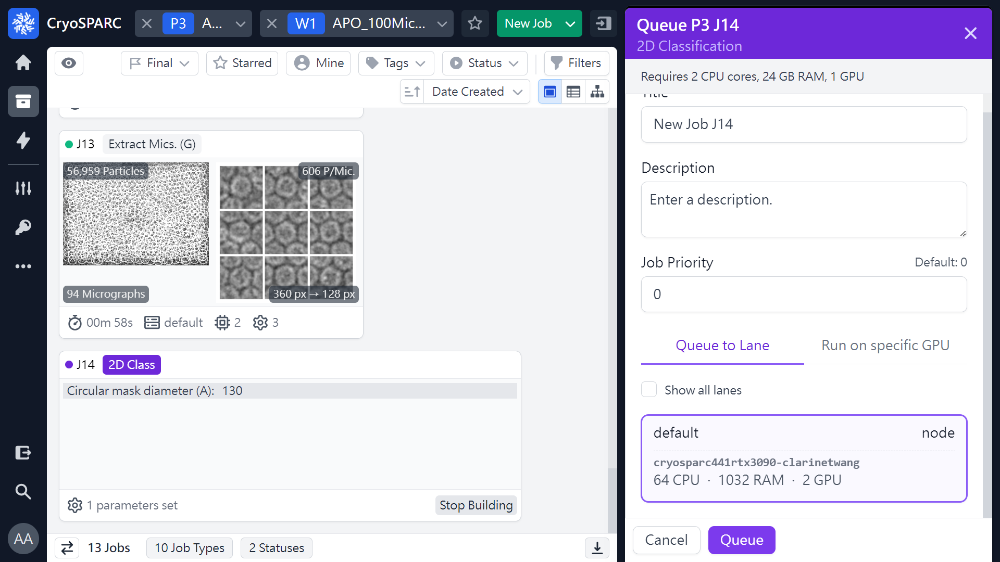 CryoSPARC
P3 A...
W1 APO_100Mic...
New Job
Final
Starred
Mine
Tags
Status
Filters
Date Created
J13 Extract Mics. (G)
56,959 Particles
606 P/Mic.
94 Micrographs
360 px → 128 px
00m 58s default 2 3
J14 2D Class
Circular mask diameter (A): 130
1 parameters set
Stop Building
13 Jobs
10 Job Types
2 Statuses
AA
Queue P3 J14
2D Classification
Requires 2 CPU cores, 24 GB RAM, 1 GPU
Title
New Job J14
Description
Enter a description.
Job Priority
Default: 0
0
Queue to Lane
Run on specific GPU
Show all lanes
default
node
cryosparc441rtx3090-clarinetwang
64 CPU · 1032 RAM · 2 GPU
Cancel
Queue